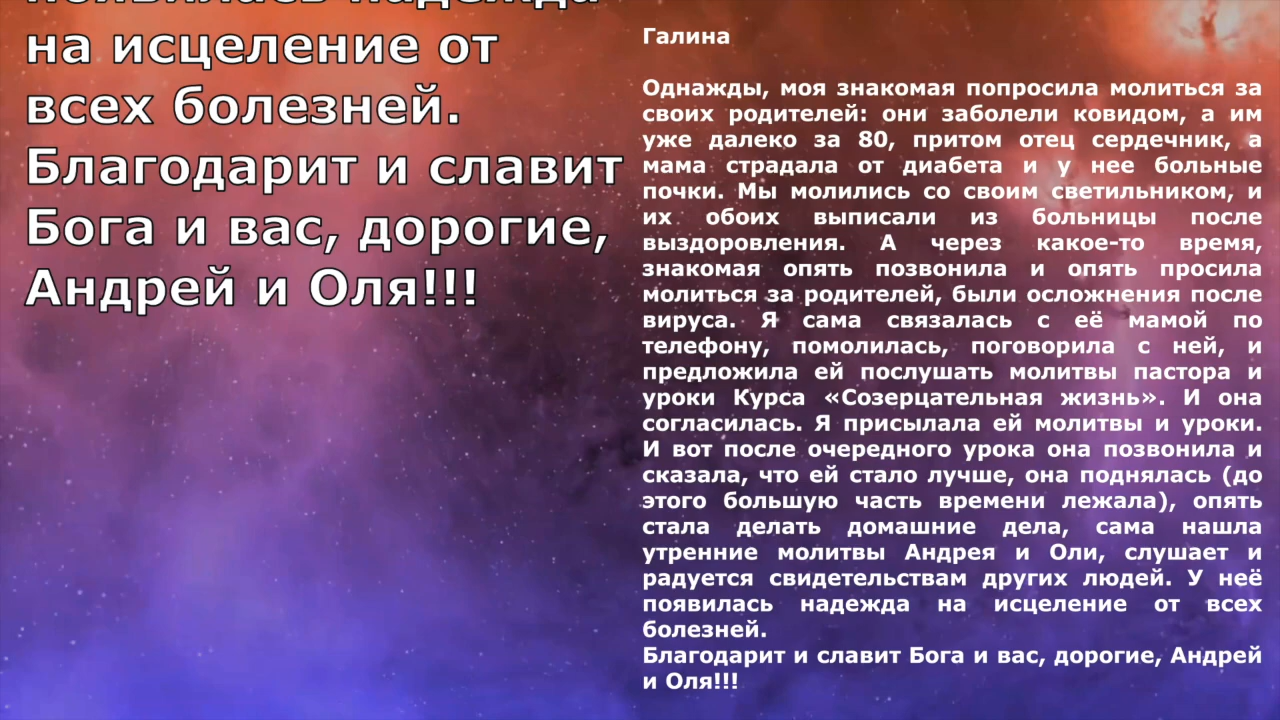 появилась надежда
на исцеление от
всех болезней.
Благодарит и славит
Бога и вас, дорогие,
Андрей и Оля!!!
Галина
Однажды, моя знакомая попросила молиться за
своих родителей: они заболели ковидом, а им
уже далеко за 80, притом отец сердечник, а
мама страдала от диабета и у нее больные
почки. Мы молились со своим светильником, и
их обоих выписали из больницы после
выздоровления. А через какое-то время,
знакомая опять позвонила и опять просила
молиться за родителей, были осложнения после
вируса. Я сама связалась с её мамой по
телефону, помолилась, поговорила с ней, и
предложила ей послушать молитвы пастора и
уроки Курса «Созерцательная жизнь». И она
согласилась. Я присылала ей молитвы и уроки.
И вот после очередного урока она позвонила и
сказала, что ей стало лучше, она поднялась (до
этого большую часть времени лежала), опять
стала делать домашние дела, сама нашла
утренние молитвы Андрея и Оли, слушает и
радуется свидетельствам других людей. У неё
появилась надежда на исцеление от всех
болезней.
Благодарит и славит Бога и вас, дорогие, Андрей
и Оля!!!